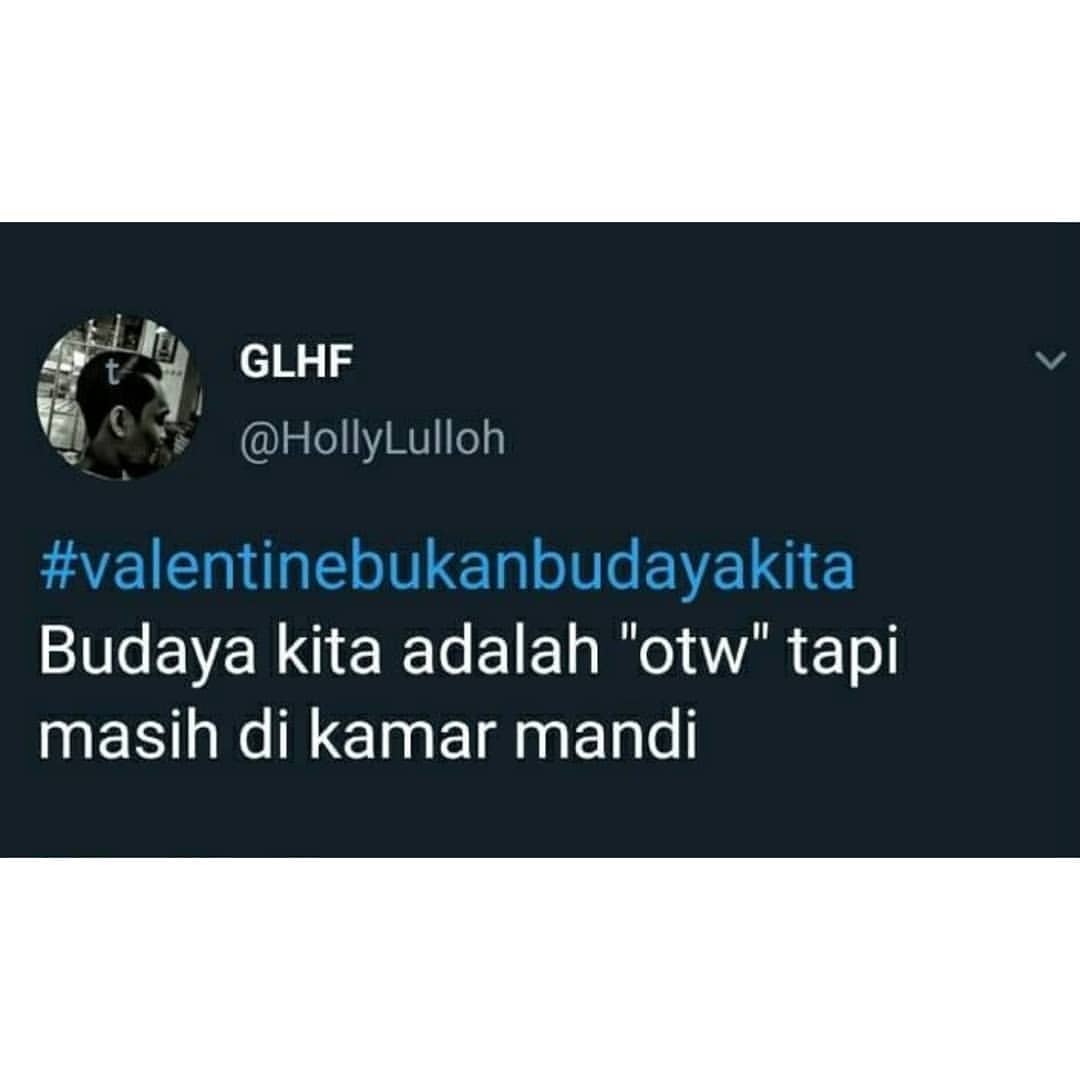 GLHF
@HollyLulloh
#valentinebukanbudayakita
Budaya kita adalah "otw" tapi
masih di kamar mandi